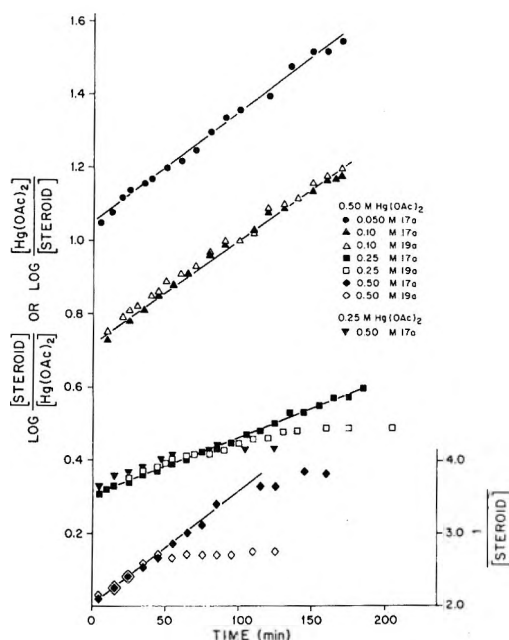 1.6
1.4
1.2
1.0
0.8
0.6
0.4
0.2
LOG [STEROID] / [Hg(OAc)2] OR LOG [Hg(OAc)2] / [STEROID]
0.50 M Hg(OAc)2
● 0.050 M 17a
▲ 0.10 M 17a
△ 0.10 M 19a
■ 0.25 M 17a
□ 0.25 M 19a
◆ 0.50 M 17a
◇ 0.50 M 19a
0.25 M Hg(OAc)2
▼ 0.50 M 17a
4.0
3.0
2.0
1 / [STEROID]
0 50 100 150 200
TIME (min)